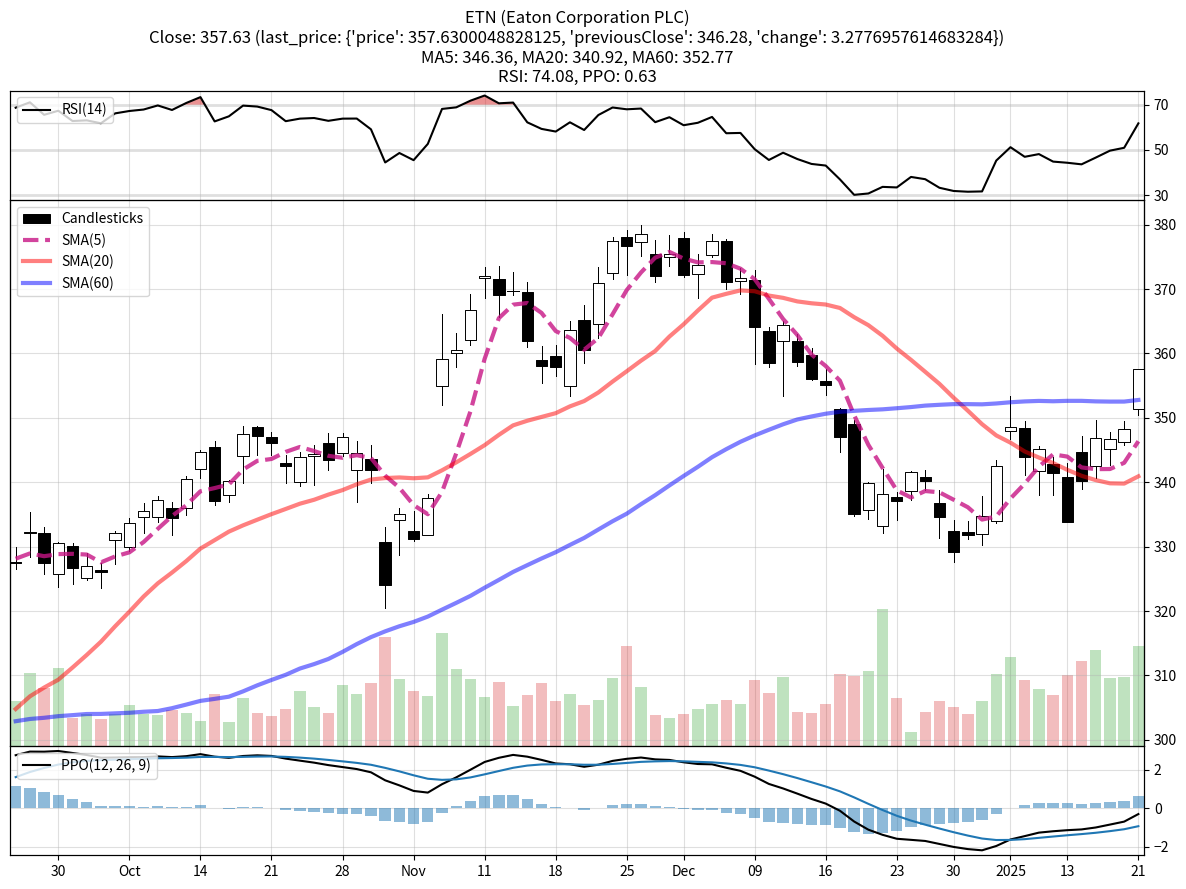 ETN (Eaton Corporation PLC)
Close: 357.63 (last_price: {'price': 357.6300048828125, 'previousClose': 346.28, 'change': 3.2776957614683284})
MA5: 346.36, MA20: 340.92, MA60: 352.77
RSI: 74.08, PPO: 0.63
RSI(14)
70
50
30
Candlesticks
SMA(5)
SMA(20)
SMA(60)
380
370
360
350
340
330
320
310
300
PPO(12, 26, 9)
2
0
−2
30 Oct 14 21 28 Nov 11 18 25 Dec 09 16 23 30 2025 13 21